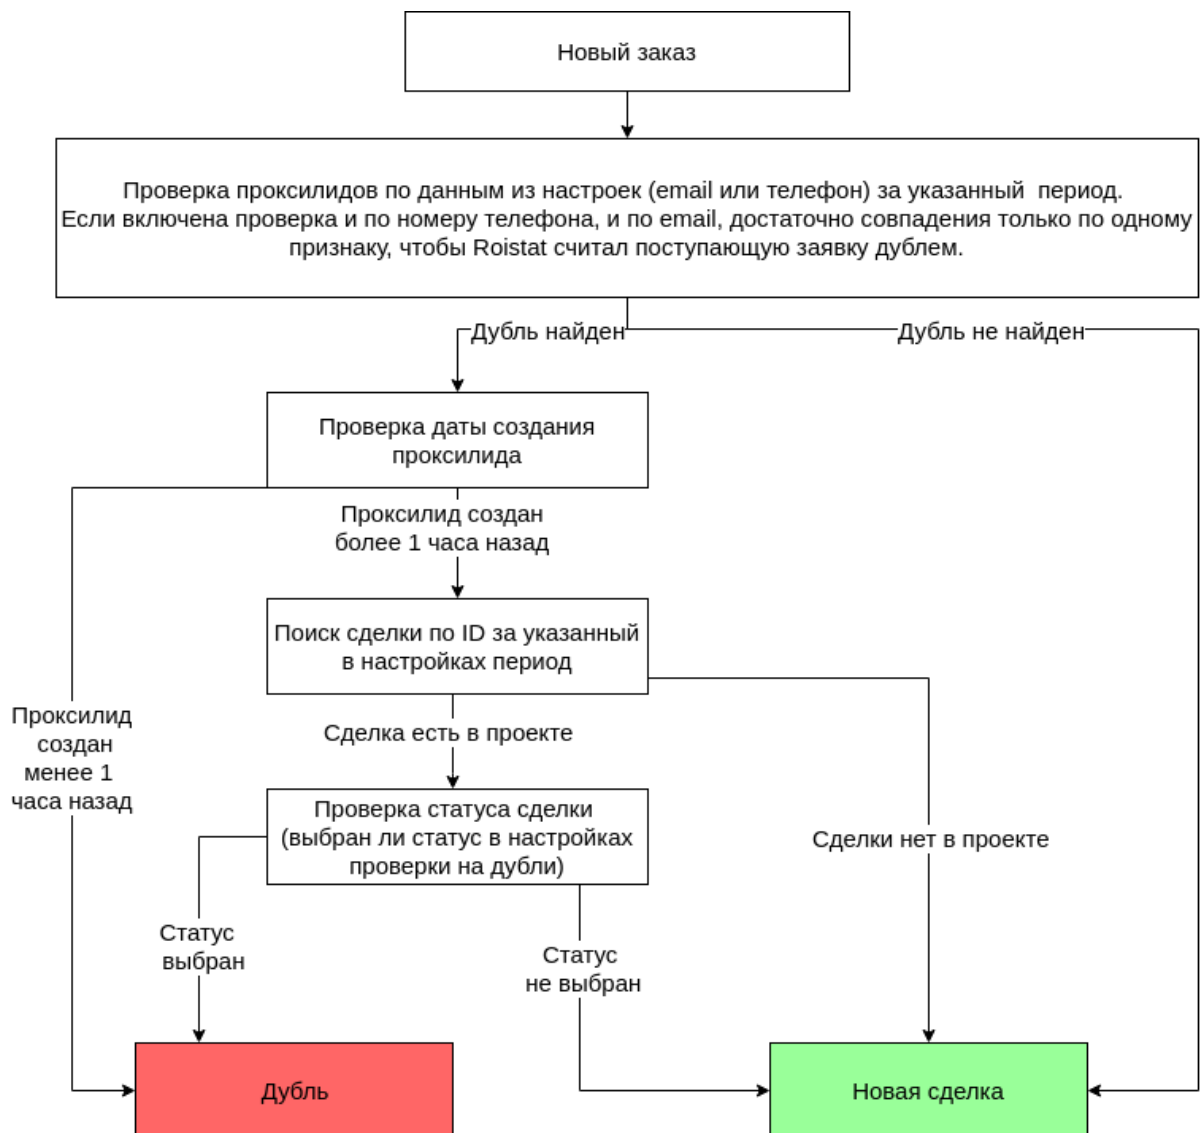 Новый заказ
Проверка проксилидов по данным из настроек (email или телефон) за указанный период.
Если включена проверка и по номеру телефона, и по email, достаточно совпадения только по одному
признаку, чтобы Roistat считал поступающую заявку дублем.
Дубль найден
Дубль не найден
Проверка даты создания
проксилида
Проксилид создан
более 1 часа назад
Поиск сделки по ID за указанный
в настройках период
Проксилид
создан
менее 1
часа назад
Сделка есть в проекте
Проверка статуса сделки
(выбран ли статус в настройках
проверки на дубли)
Сделки нет в проекте
Статус
выбран
Статус
не выбран
Дубль
Новая сделка